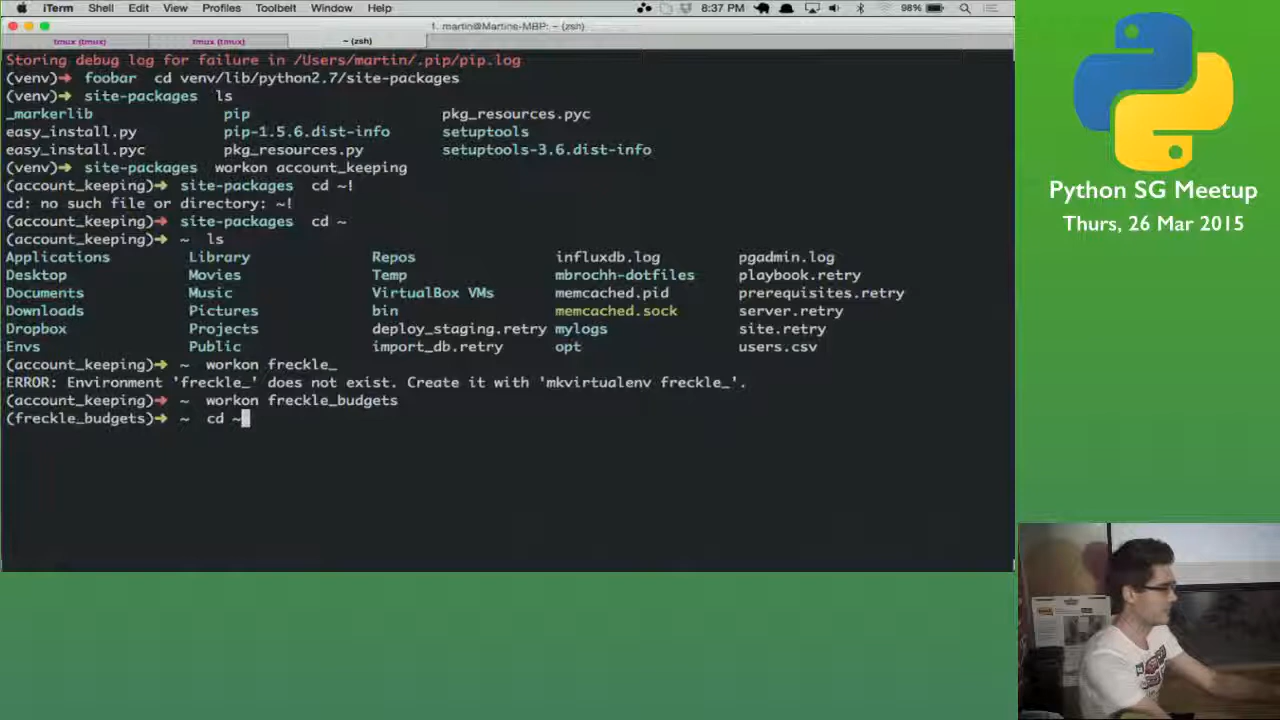 iTerm Shell Edit View Profiles Toolbelt Window Help 8:37 PM 98%
1. martin@Martins-MBP: ~ (zsh)
tmux (tmux) tmux (tmux) ~ (zsh)
Storing debug log for failure in /Users/martin/.pip/pip.log
(venv)➜ foobar cd venv/lib/python2.7/site-packages
(venv)➜ site-packages ls
_markerlib pip pkg_resources.pyc
easy_install.py pip-1.5.6.dist-info setuptools
easy_install.pyc pkg_resources.py setuptools-3.6.dist-info
(venv)➜ site-packages workon account_keeping
(account_keeping)➜ site-packages cd ~!
cd: no such file or directory: ~!
(account_keeping)➜ site-packages cd ~
(account_keeping)➜ ~ ls
Applications Library Repos influxdb.log pgadmin.log
Desktop Movies Temp mbrochh-dotfiles playbook.retry
Documents Music VirtualBox VMs memcached.pid prerequisites.retry
Downloads Pictures bin memcached.sock server.retry
Dropbox Projects deploy_staging.retry mylogs site.retry
Envs Public import_db.retry opt users.csv
(account_keeping)➜ ~ workon freckle_
ERROR: Environment 'freckle_' does not exist. Create it with 'mkvirtualenv freckle_'.
(account_keeping)➜ ~ workon freckle_budgets
(freckle_budgets)➜ ~ cd ~
Python SG Meetup
Thurs, 26 Mar 2015